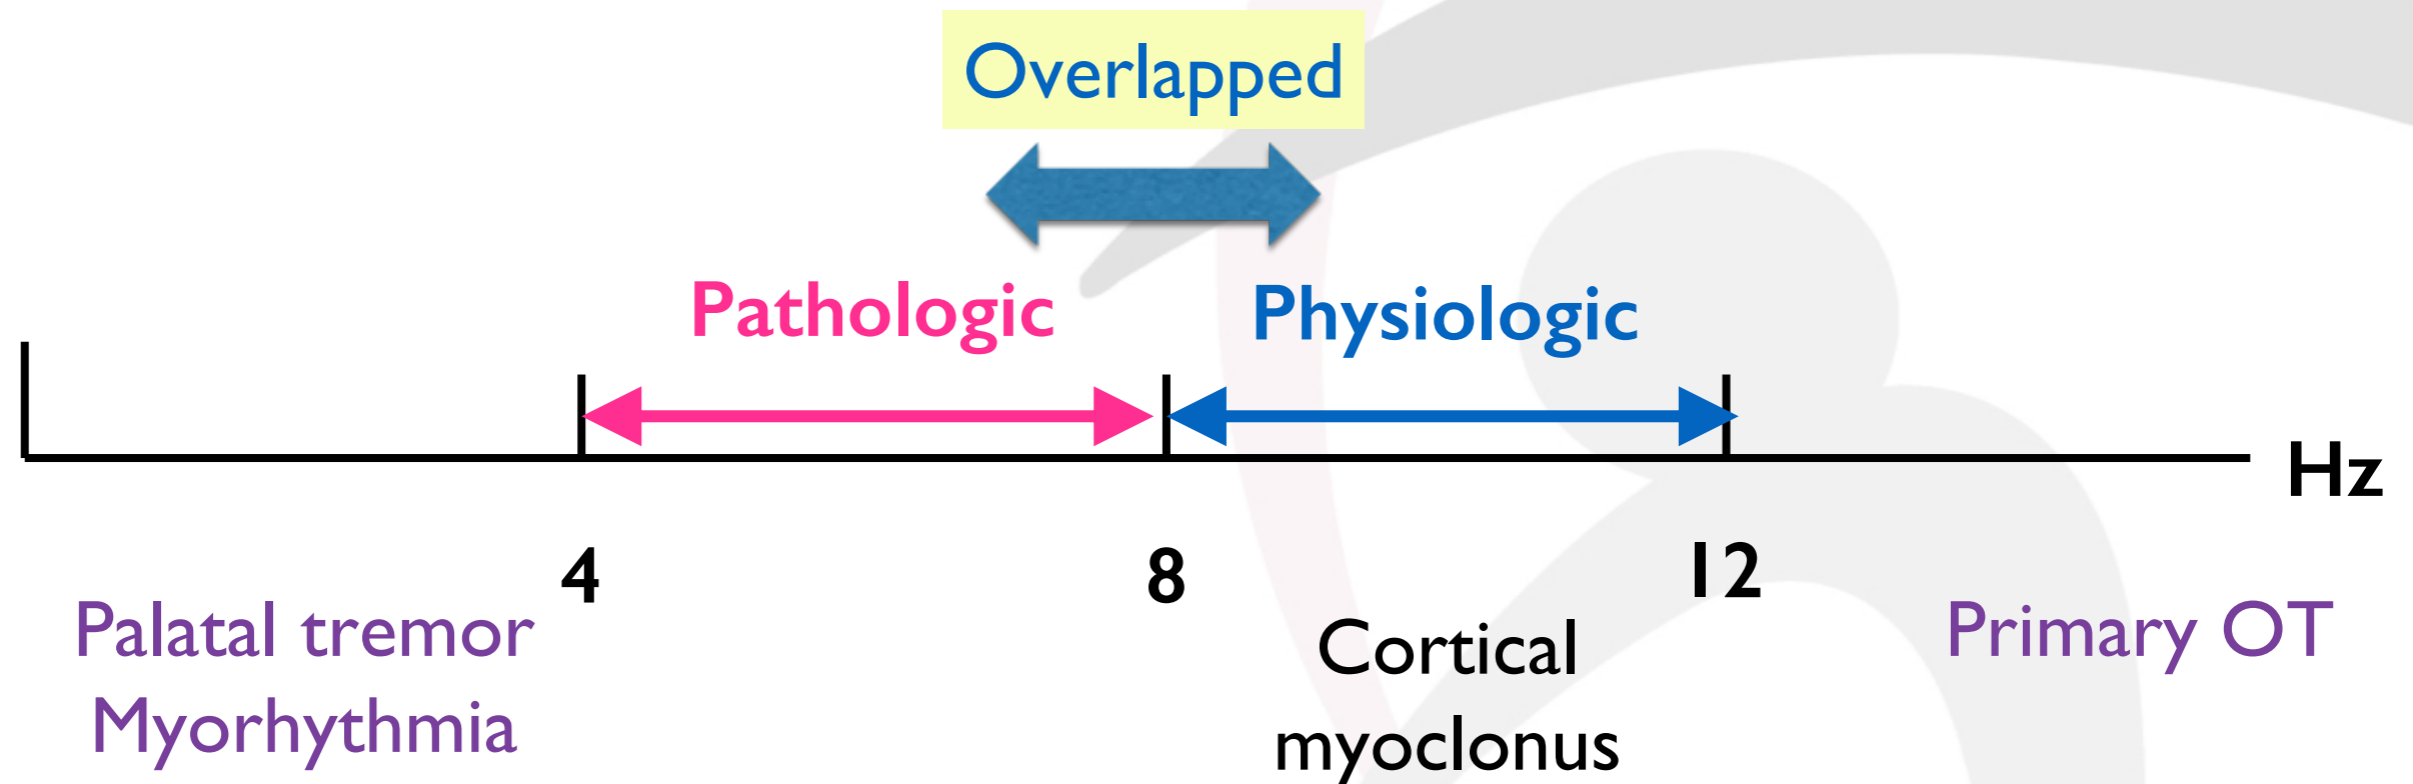 Overlapped
Pathologic
Physiologic
Hz
4
8
12
Palatal tremor
Myorhythmia
Cortical
myoclonus
Primary OT